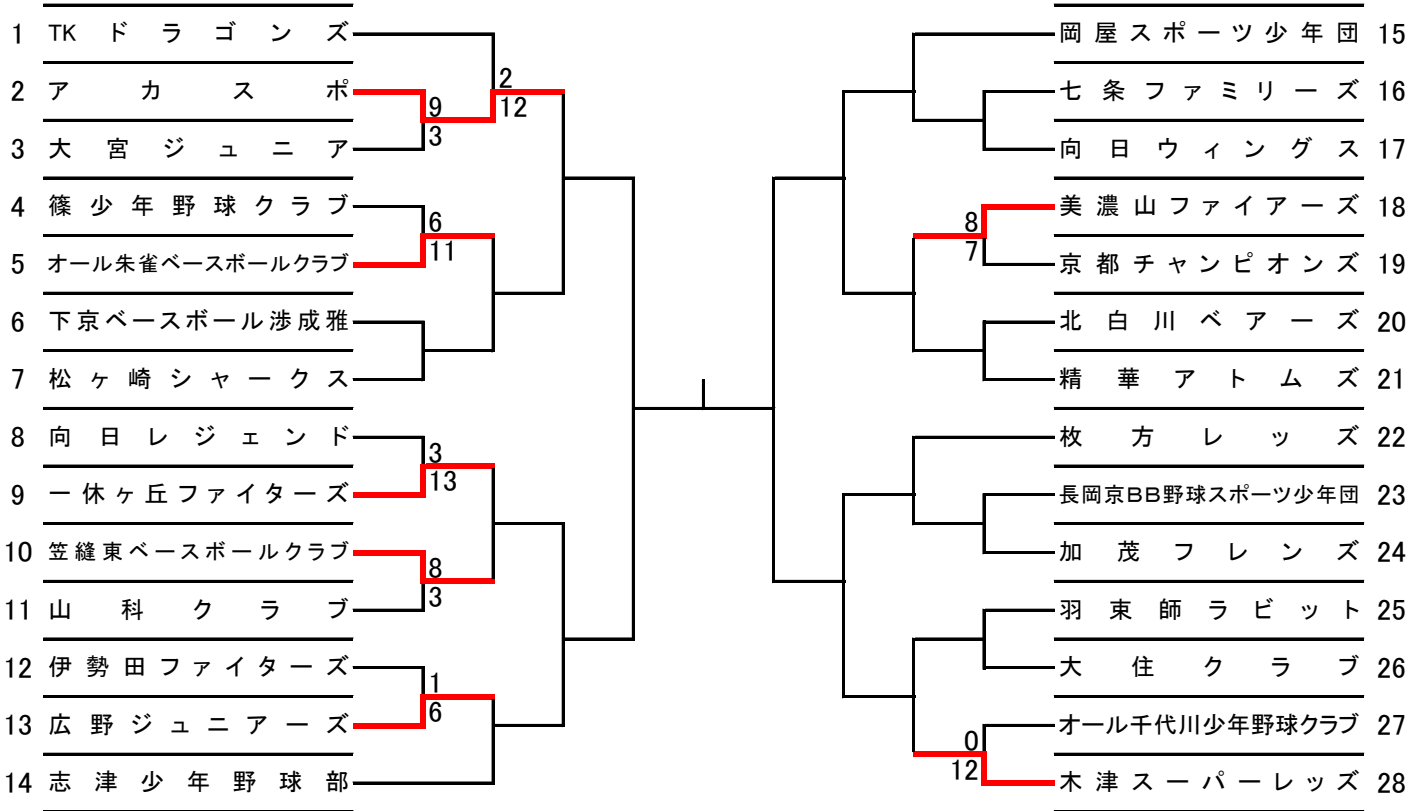 1 TK ドラゴンズ
2 アカスポ
3 大宮ジュニア
9
3
2
12
4 篠少年野球クラブ
5 オール朱雀ベースボールクラブ
6
11
6 下京ベースボール渉成雅
7 松ヶ崎シャークス
8 向日レジェンド
9 一休ヶ丘ファイターズ
3
13
10 笠縫東ベースボールクラブ
11 山科クラブ
8
3
12 伊勢田ファイターズ
13 広野ジュニアーズ
1
6
14 志津少年野球部
岡屋スポーツ少年団 15
七条ファミリーズ 16
向日ウィングス 17
美濃山ファイアーズ 18
京都チャンピオンズ 19
8
7
北白川ベアーズ 20
精華アトムズ 21
枚方レッズ 22
長岡京BB野球スポーツ少年団 23
加茂フレンズ 24
羽束師ラビット 25
大住クラブ 26
オール千代川少年野球クラブ 27
木津スーパーレッズ 28
0
12